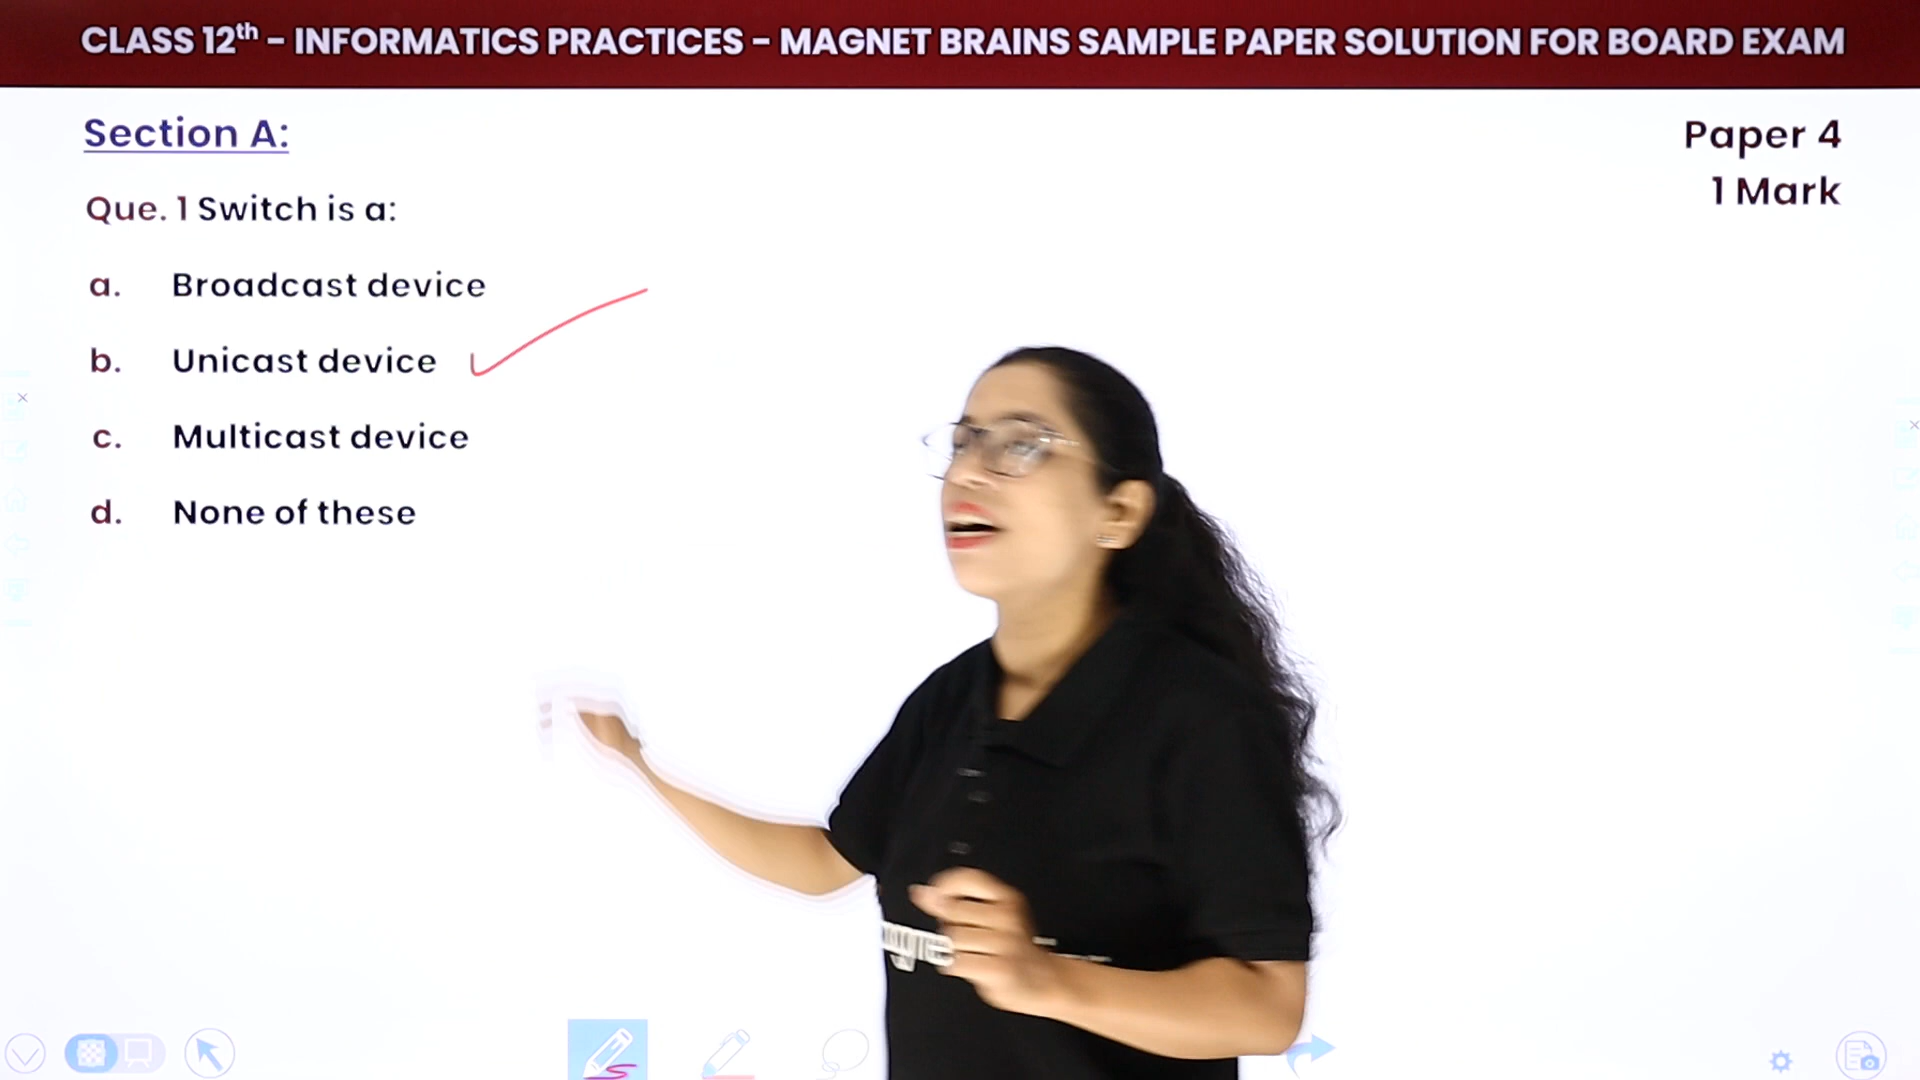 CLASS 12th - INFORMATICS PRACTICES - MAGNET BRAINS SAMPLE PAPER SOLUTION FOR BOARD EXAM
Section A:
Paper 4
1 Mark
Que. 1 Switch is a:
a. Broadcast device
b. Unicast device
c. Multicast device
d. None of these